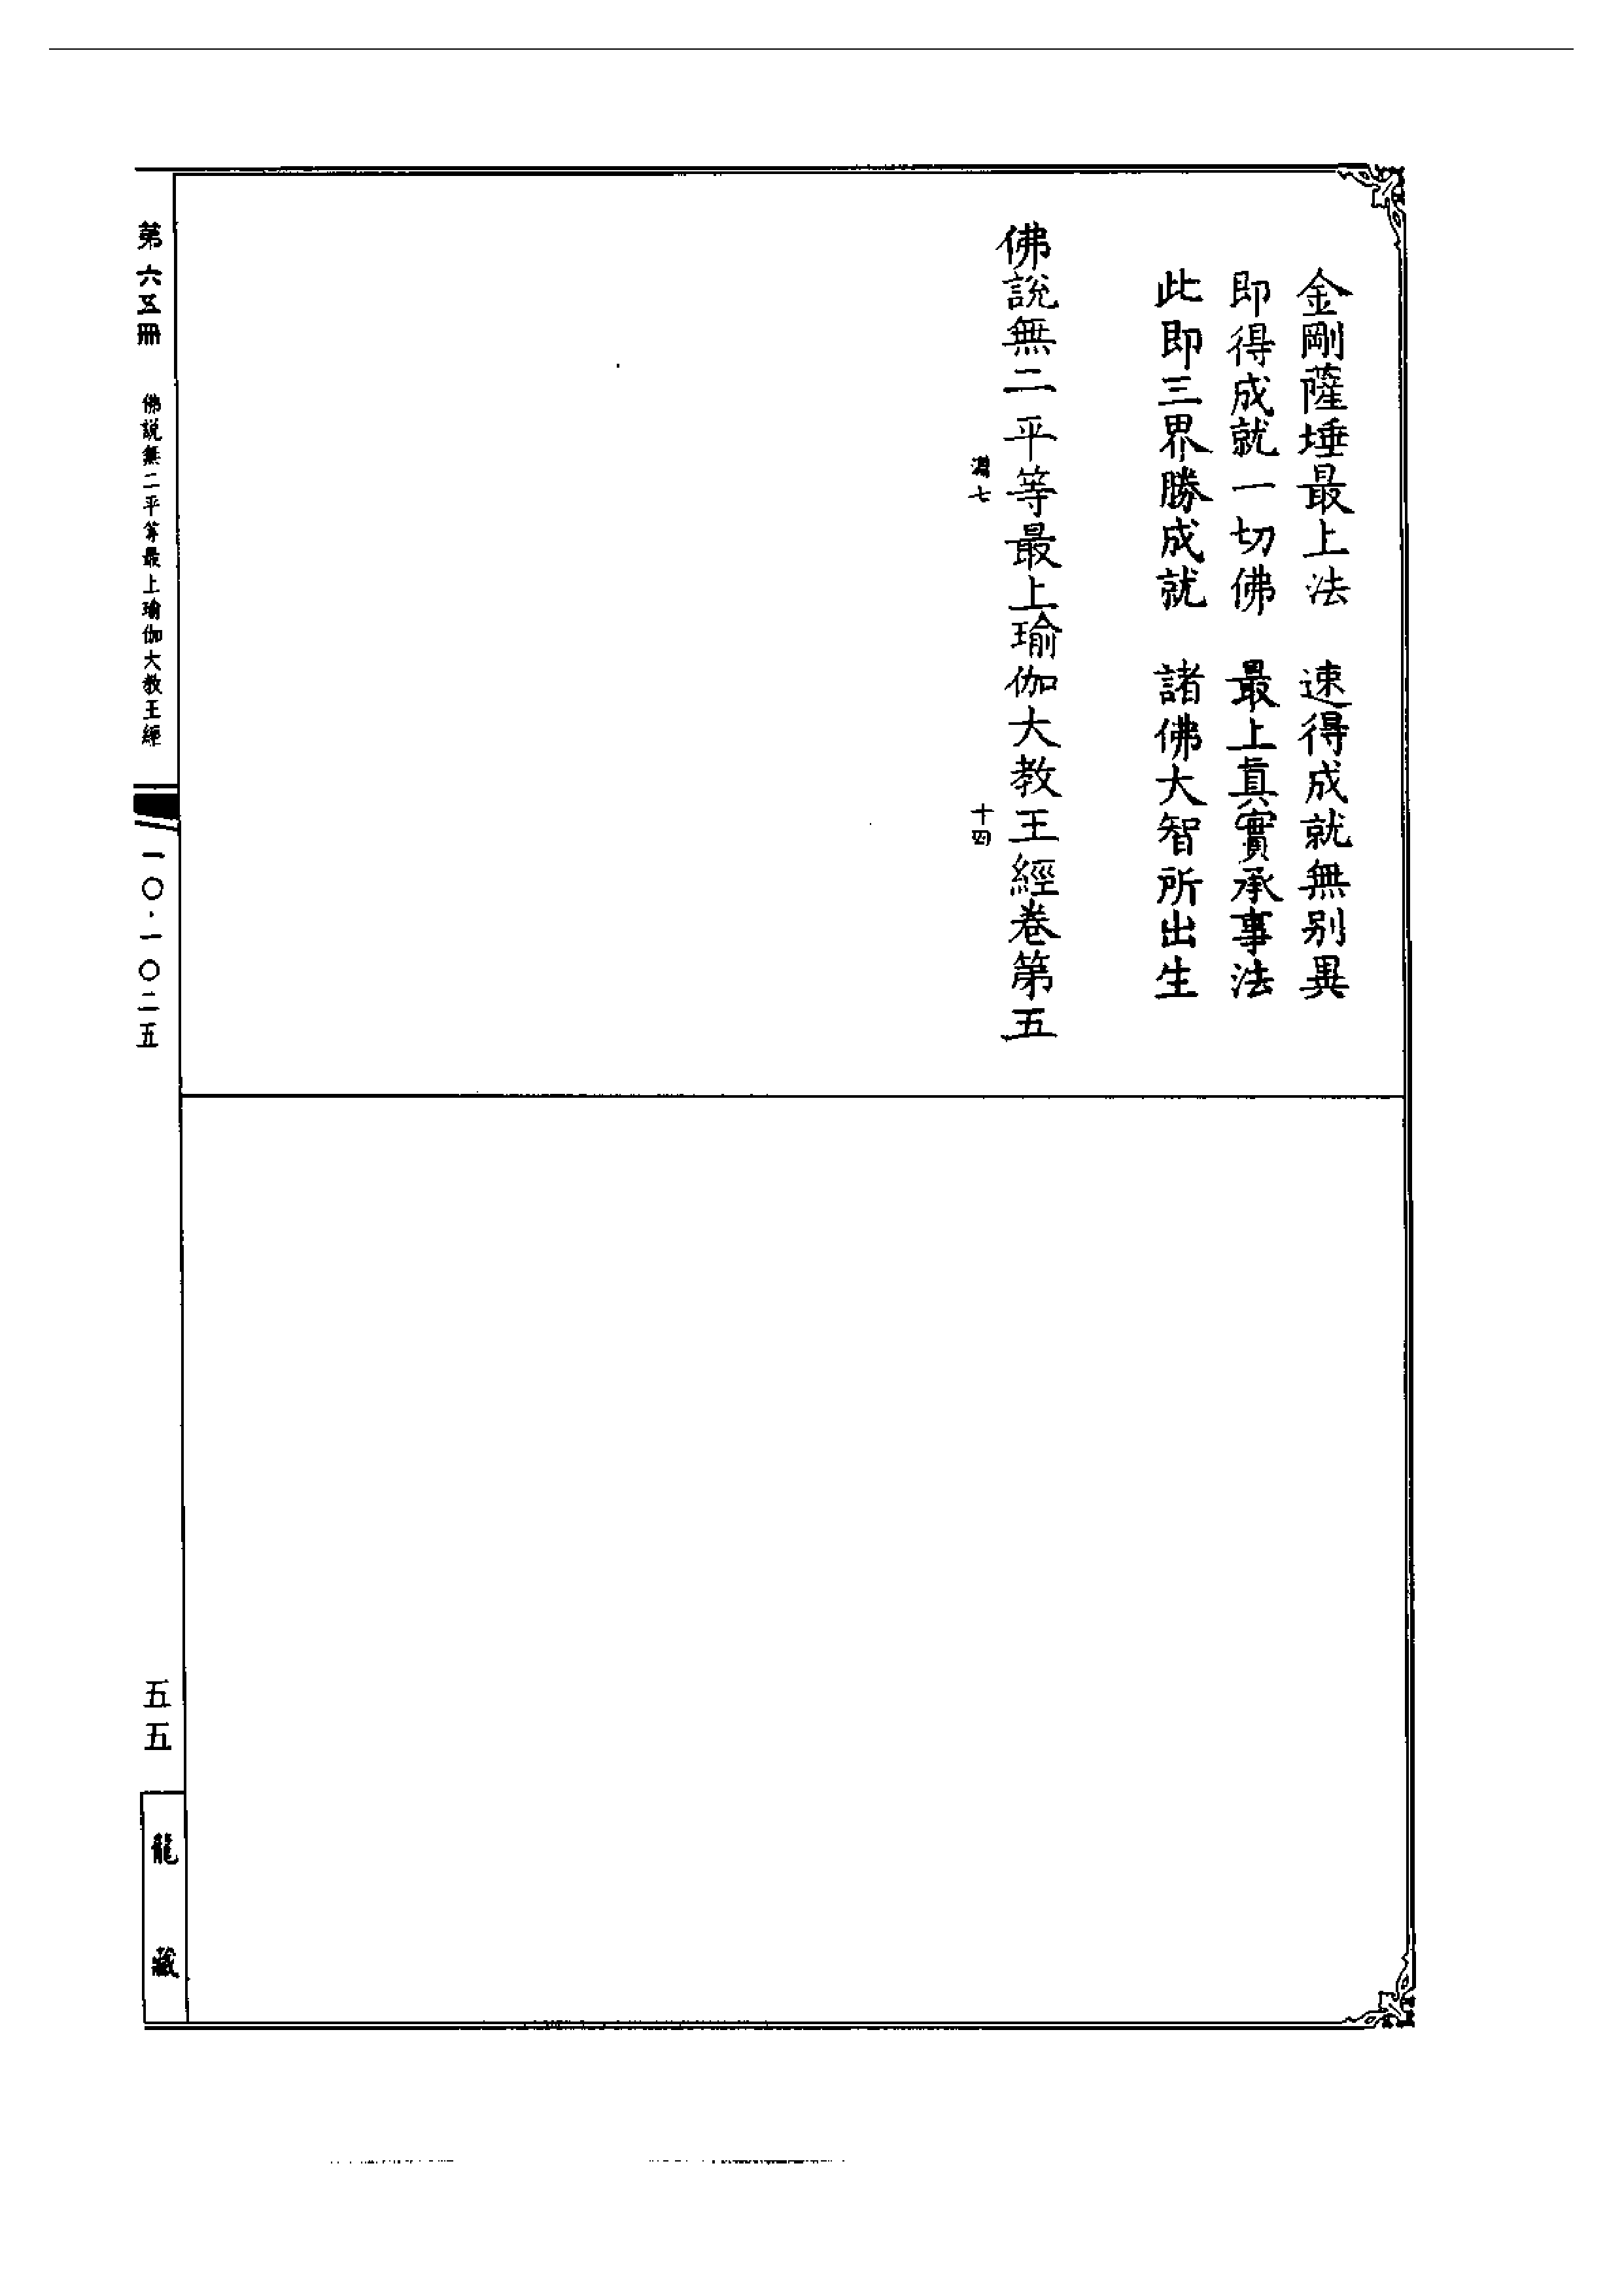 金剛薩埵最上法　速得成就無别異
即得成就一切佛　最上真實承事法
此即三界勝成就　諸佛大智所出生
佛說無二平等最上瑜伽大教王經卷第五
七
十四
第六五冊
佛說無二平等最上瑜伽大教王經
一〇·一〇二五
五五
龍藏